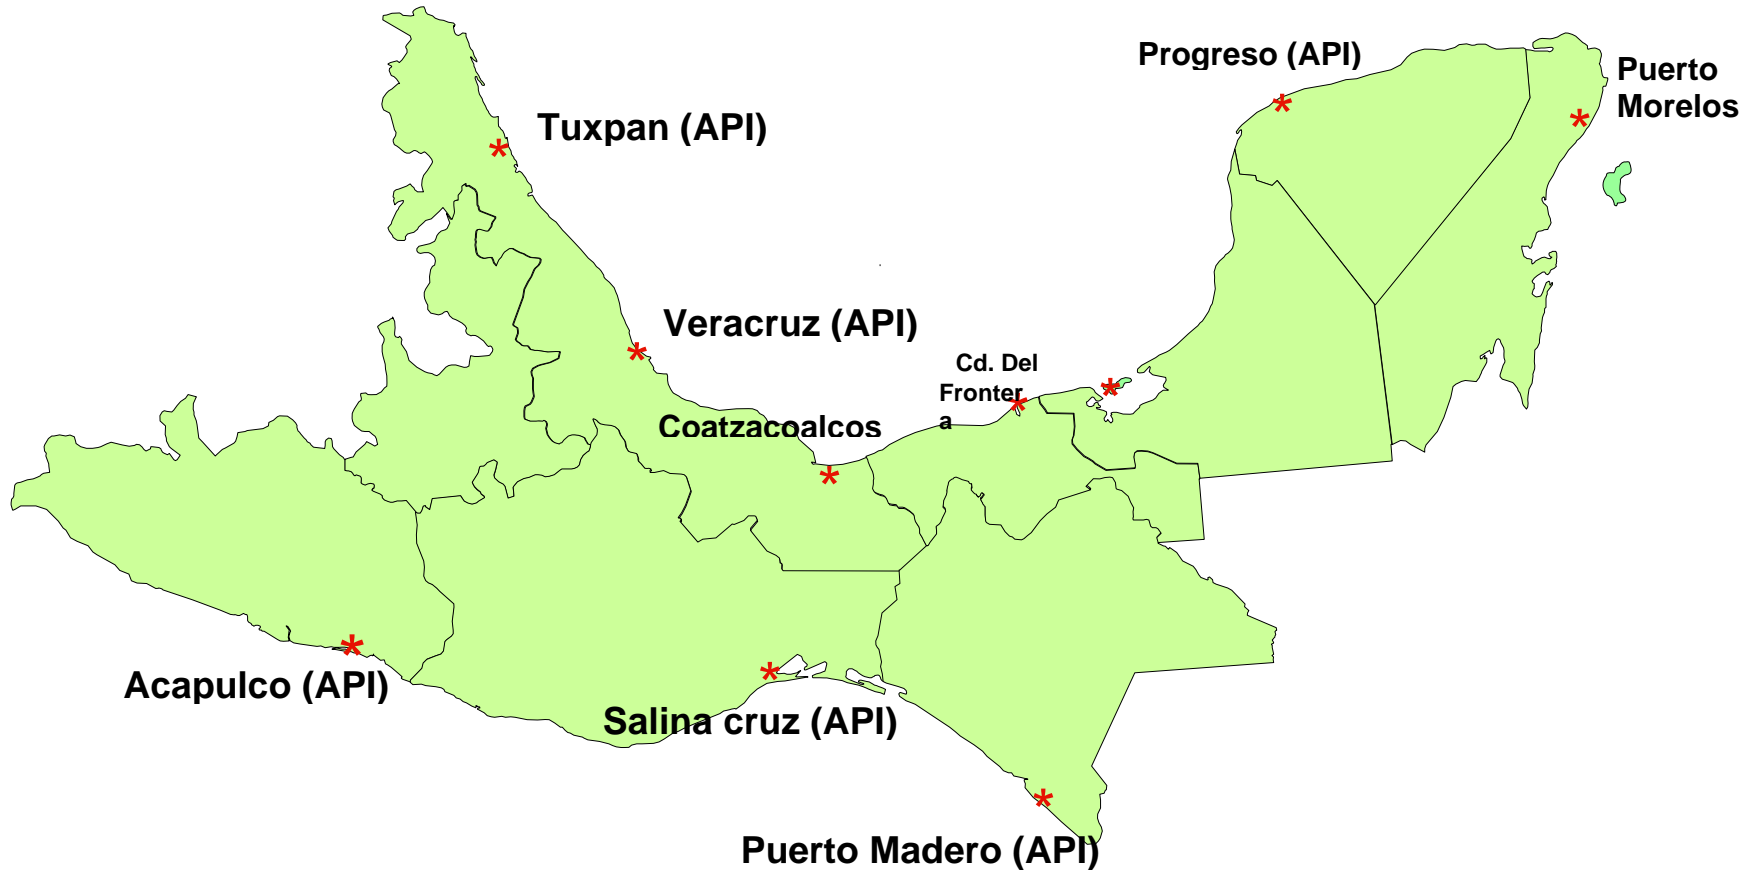 Progreso (API)
Puerto
Morelos
Tuxpan (API)
Veracruz (API)
Cd. Del
Fronter
a
Coatzacoalcos
Acapulco (API)
Salina cruz (API)
Puerto Madero (API)